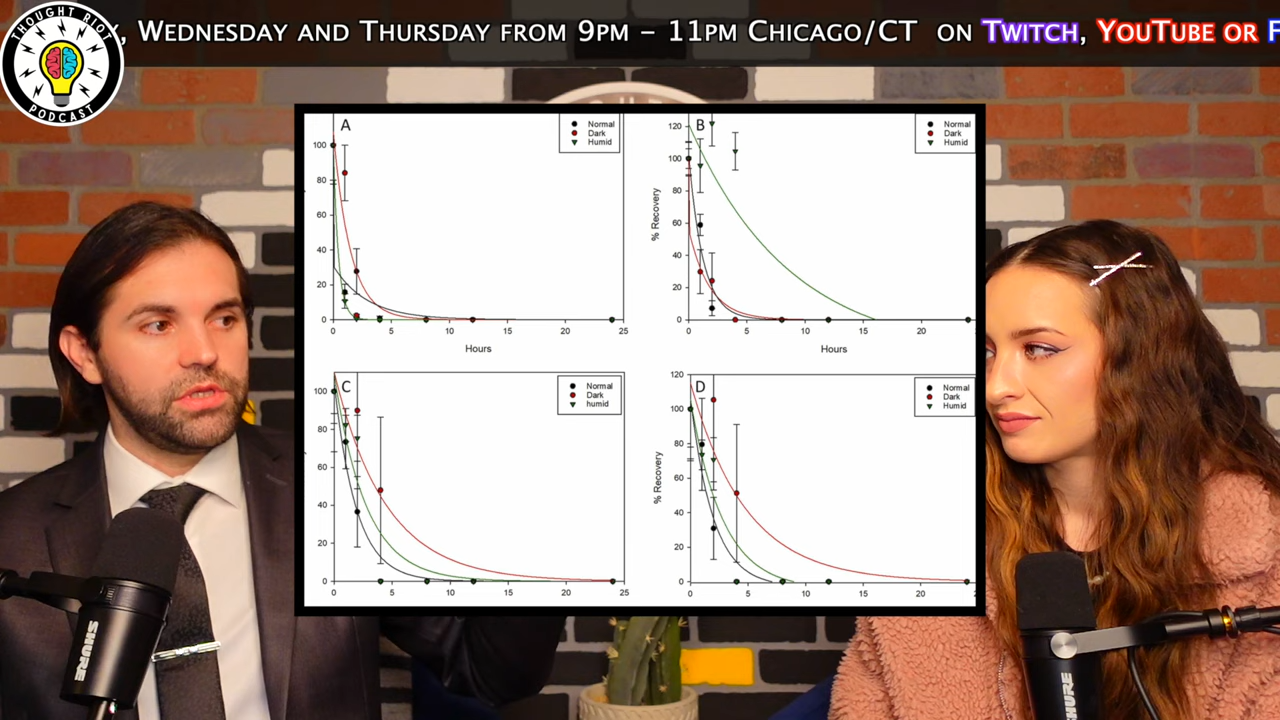 THOUGHT RIOT
PODCAST
, Wednesday and Thursday from 9pm – 11pm Chicago/CT on Twitch, YouTube or F
A
Normal
Dark
Humid
100
80
60
40
20
0
0 5 10 15 20 25
Hours
B
Normal
Dark
Humid
% Recovery
120
100
80
60
40
20
0
0 5 10 15 20
Hours
C
Normal
Dark
humid
100
80
60
40
20
0
0 5 10 15 20 25
D
Normal
Dark
Humid
% Recovery
120
100
80
60
40
20
0
0 5 10 15 20
SHURE
SHURE